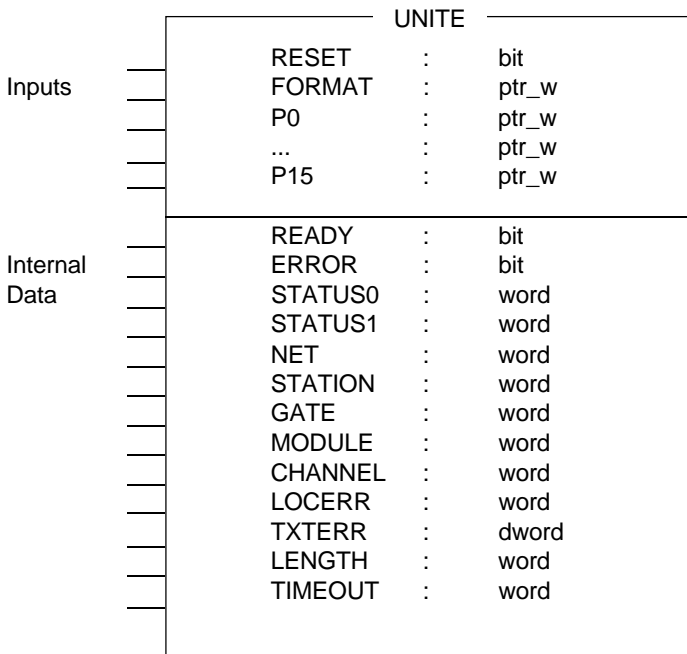 UNITE
RESET : bit
Inputs FORMAT : ptr_w
P0 : ptr_w
... : ptr_w
P15 : ptr_w
READY : bit
Internal ERROR : bit
Data STATUS0 : word
STATUS1 : word
NET : word
STATION : word
GATE : word
MODULE : word
CHANNEL : word
LOCERR : word
TXTERR : dword
LENGTH : word
TIMEOUT : word